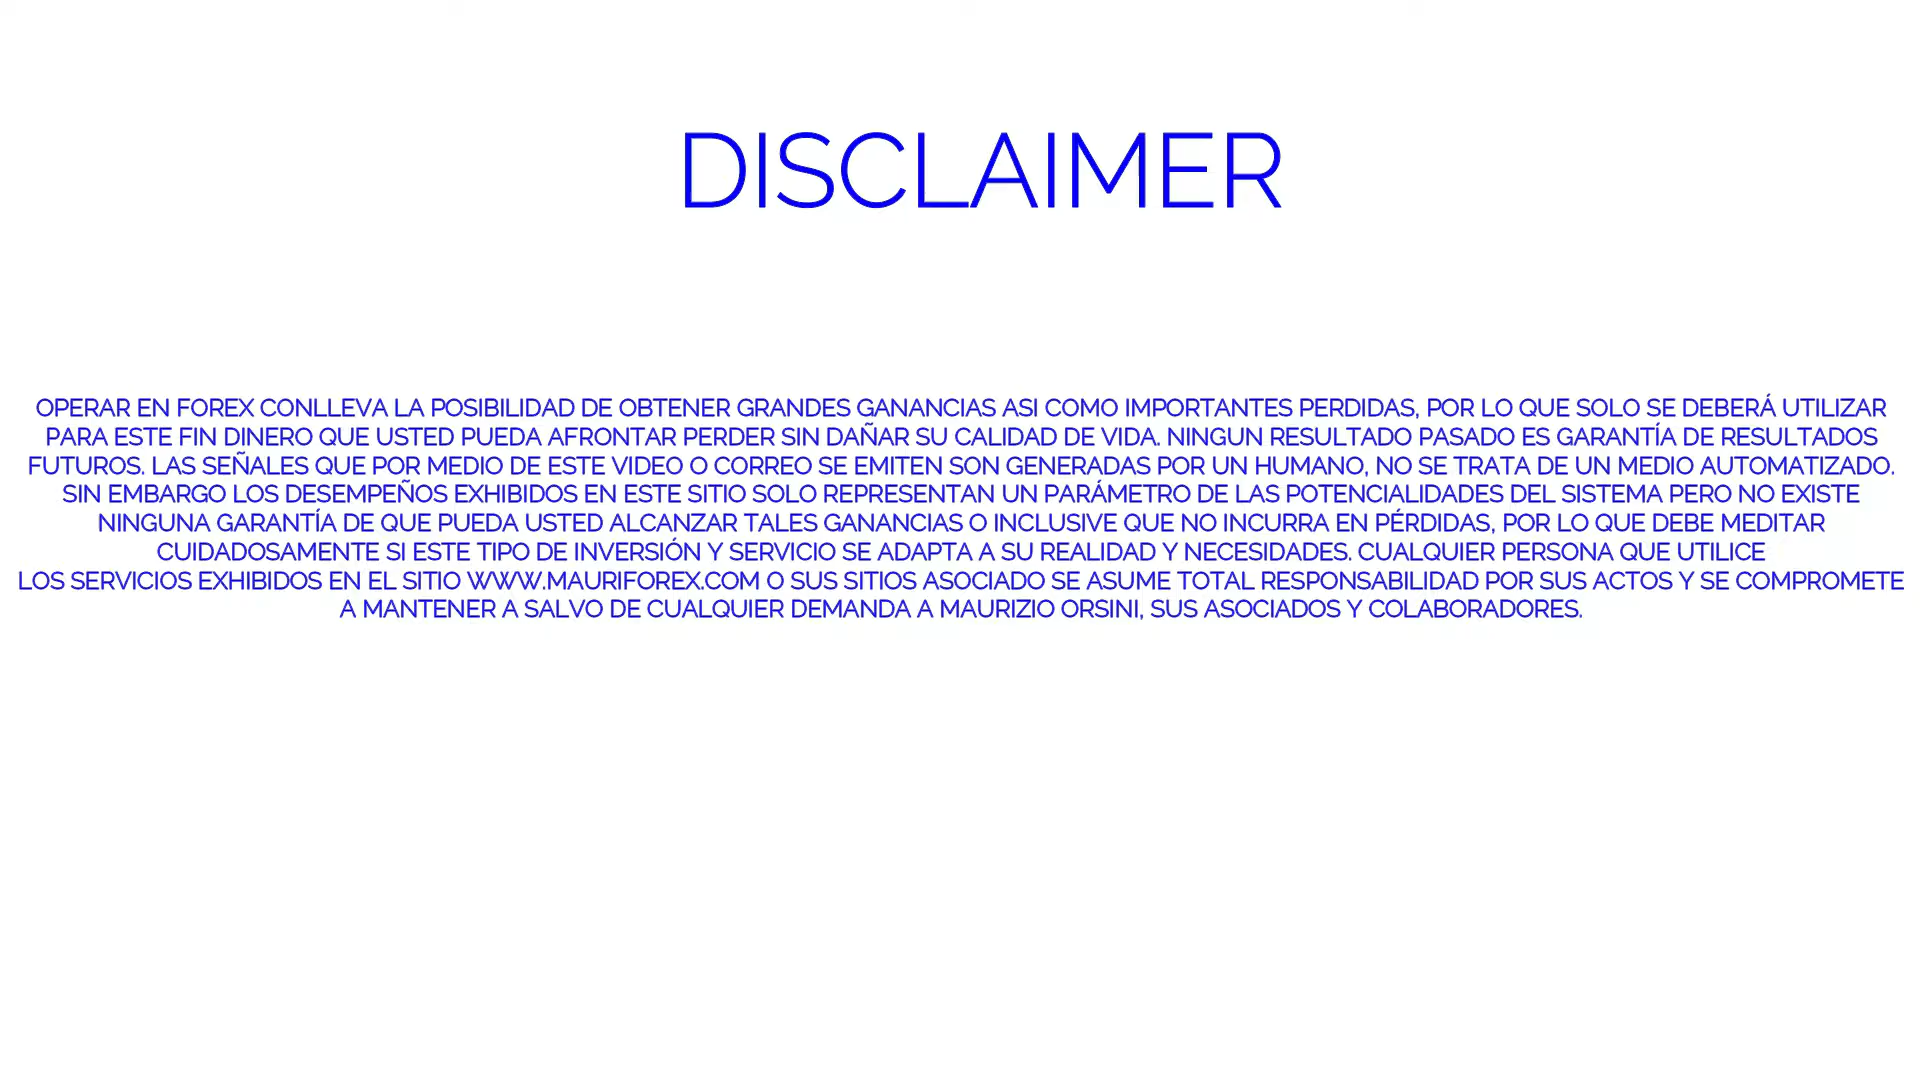 DISCLAIMER
OPERAR EN FOREX CONLLEVA LA POSIBILIDAD DE OBTENER GRANDES GANANCIAS ASI COMO IMPORTANTES PERDIDAS, POR LO QUE SOLO SE DEBERÁ UTILIZAR
PARA ESTE FIN DINERO QUE USTED PUEDA AFRONTAR PERDER SIN DAÑAR SU CALIDAD DE VIDA. NINGUN RESULTADO PASADO ES GARANTÍA DE RESULTADOS
FUTUROS. LAS SEÑALES QUE POR MEDIO DE ESTE VIDEO O CORREO SE EMITEN SON GENERADAS POR UN HUMANO, NO SE TRATA DE UN MEDIO AUTOMATIZADO.
SIN EMBARGO LOS DESEMPEÑOS EXHIBIDOS EN ESTE SITIO SOLO REPRESENTAN UN PARÁMETRO DE LAS POTENCIALIDADES DEL SISTEMA PERO NO EXISTE
NINGUNA GARANTÍA DE QUE PUEDA USTED ALCANZAR TALES GANANCIAS O INCLUSIVE QUE NO INCURRA EN PÉRDIDAS, POR LO QUE DEBE MEDITAR
CUIDADOSAMENTE SI ESTE TIPO DE INVERSIÓN Y SERVICIO SE ADAPTA A SU REALIDAD Y NECESIDADES. CUALQUIER PERSONA QUE UTILICE
LOS SERVICIOS EXHIBIDOS EN EL SITIO WWW.MAURIFOREX.COM O SUS SITIOS ASOCIADO SE ASUME TOTAL RESPONSABILIDAD POR SUS ACTOS Y SE COMPROMETE
A MANTENER A SALVO DE CUALQUIER DEMANDA A MAURIZIO ORSINI, SUS ASOCIADOS Y COLABORADORES.